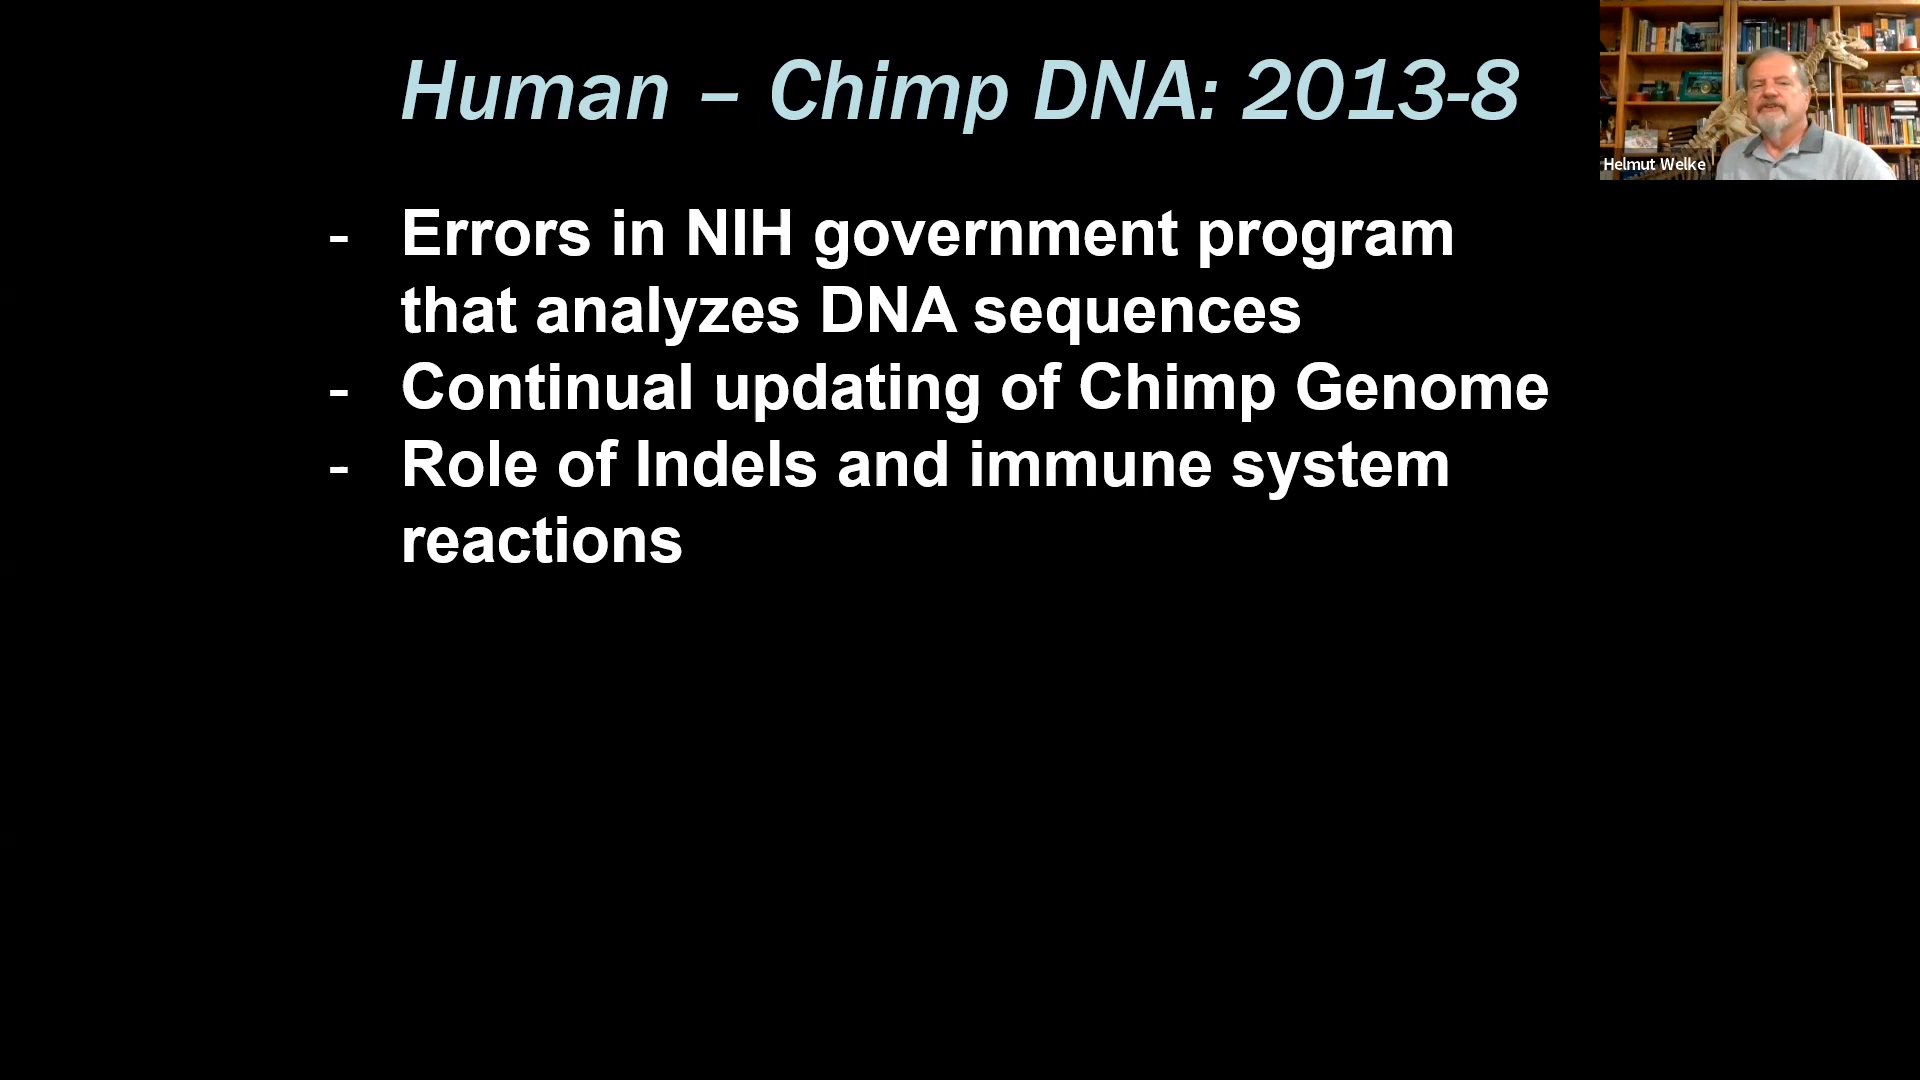 Human – Chimp DNA: 2013-8
Helmut Welke
- Errors in NIH government program
that analyzes DNA sequences
- Continual updating of Chimp Genome
- Role of Indels and immune system
reactions